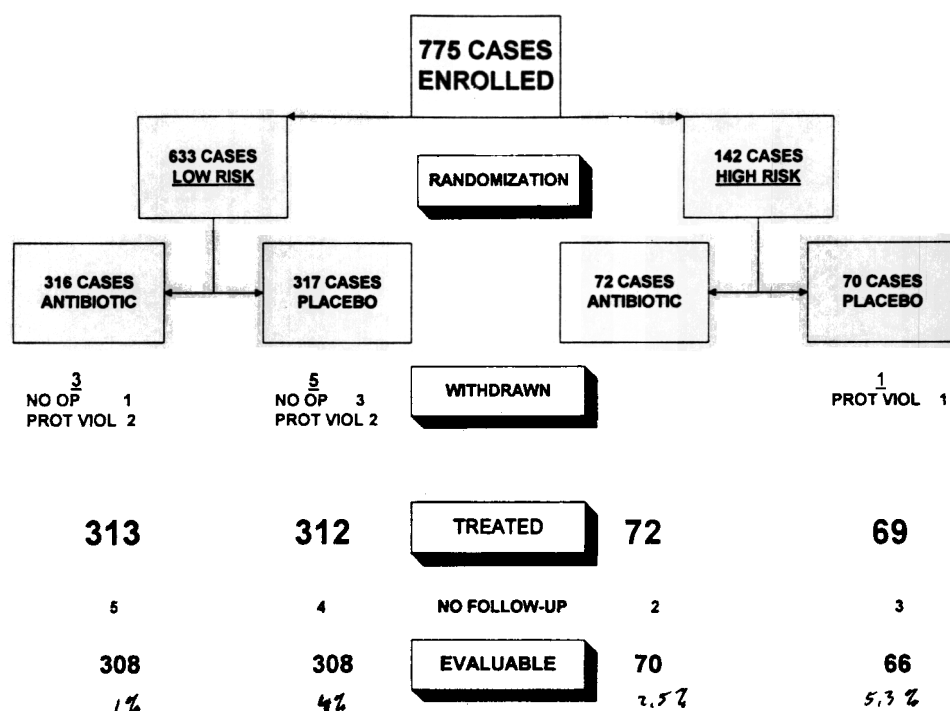 775 CASES
ENROLLED
633 CASES
LOW RISK
RANDOMIZATION
142 CASES
HIGH RISK
316 CASES
ANTIBIOTIC
317 CASES
PLACEBO
72 CASES
ANTIBIOTIC
70 CASES
PLACEBO
3
NO OP 1
PROT VIOL 2
5
NO OP 3
PROT VIOL 2
WITHDRAWN
1
PROT VIOL 1
313 312 TREATED 72 69
5 4 NO FOLLOW-UP 2 3
308 308 EVALUABLE 70 66
1% 4% 2,5% 5,3%